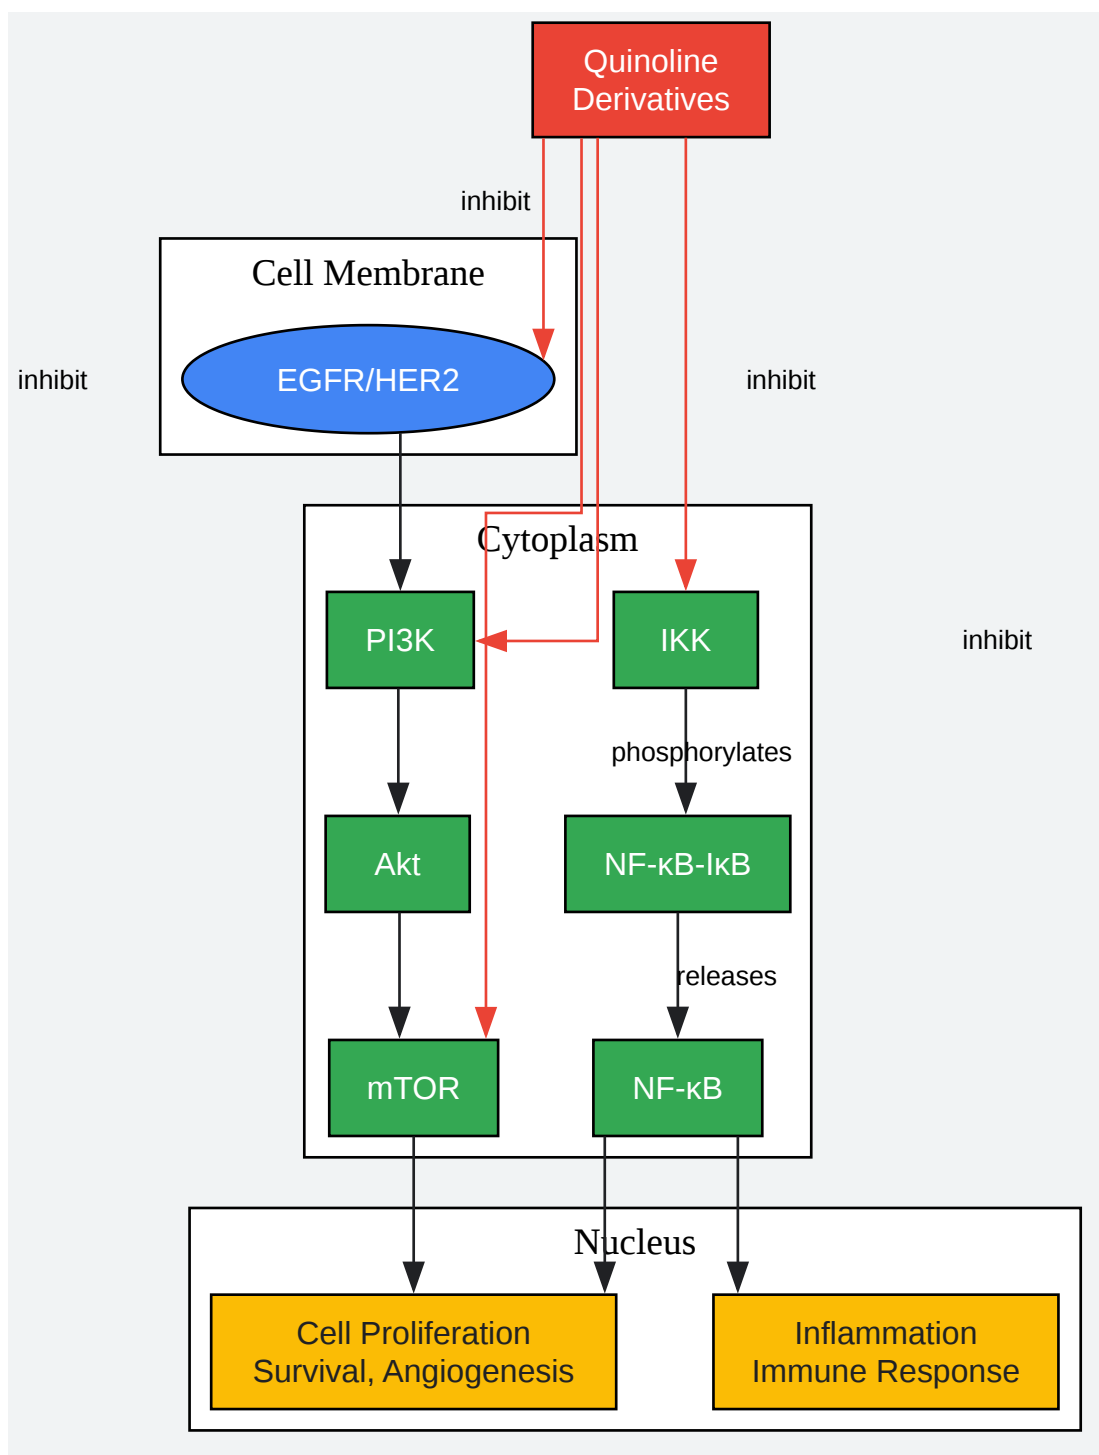 Quinoline
Derivatives
inhibit
Cell Membrane
inhibit
EGFR/HER2
inhibit
Cytoplasm
PI3K
IKK
inhibit
phosphorylates
Akt
NF-κB-IκB
releases
mTOR
NF-κB
Nucleus
Cell Proliferation
Survival, Angiogenesis
Inflammation
Immune Response